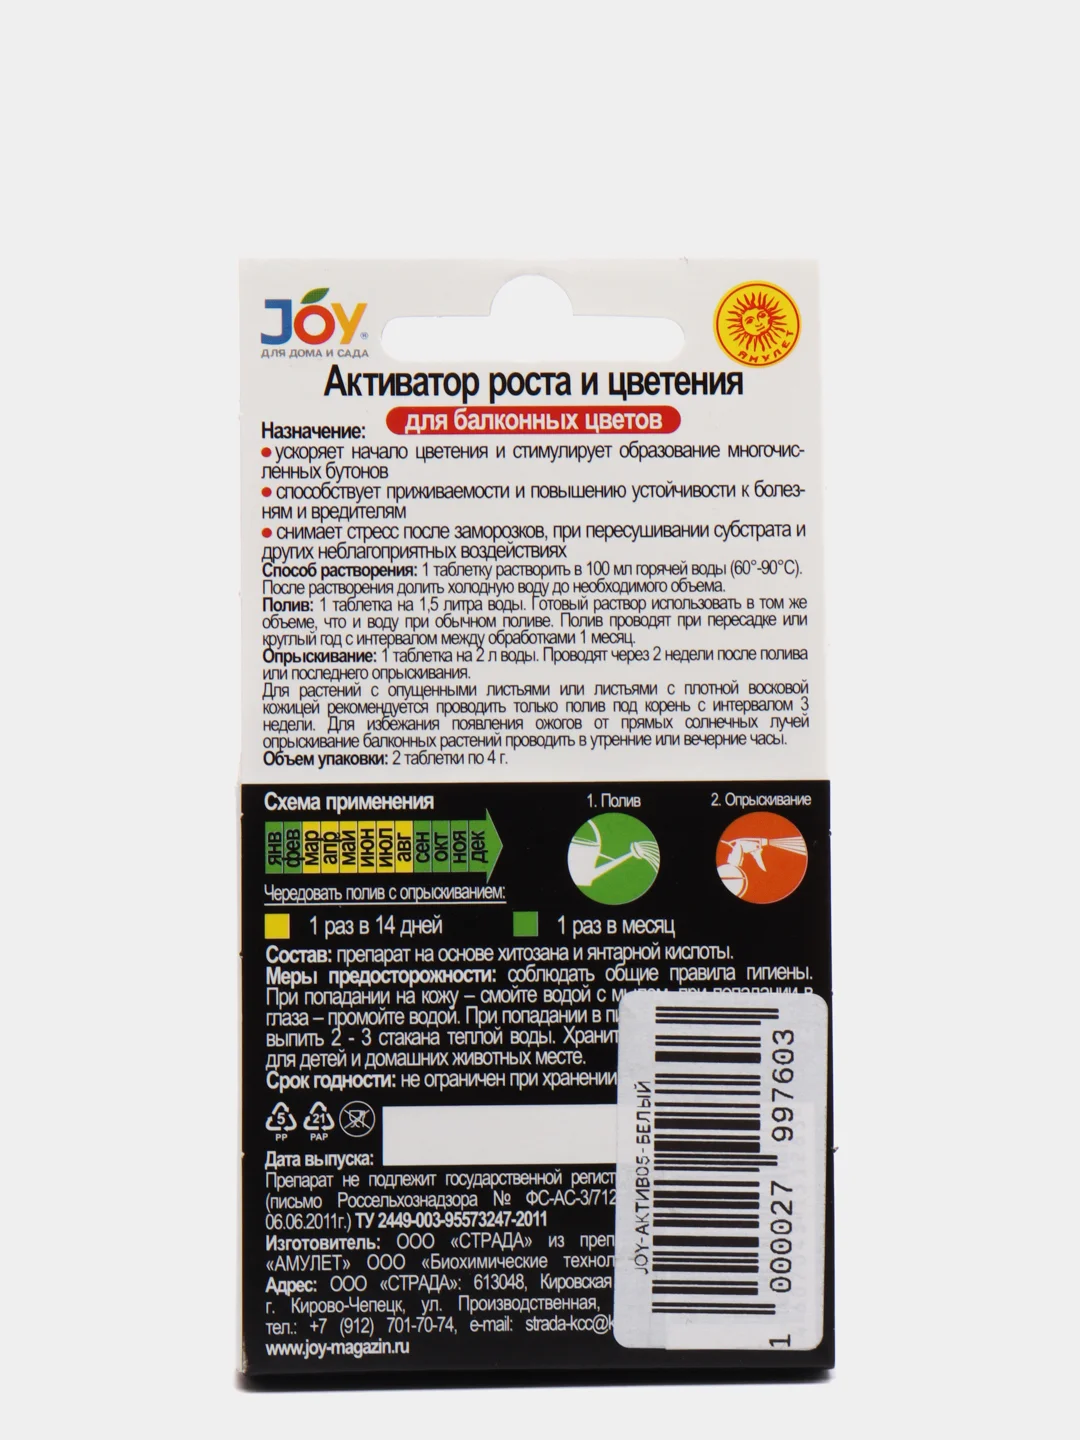 JOY®
ДЛЯ ДОМА И САДА
АМУЛЕТ
Активатор роста и цветения
для балконных цветов
Назначение:
● ускоряет начало цветения и стимулирует образование многочис-
ленных бутонов
● способствует приживаемости и повышению устойчивости к болез-
ням и вредителям
● снимает стресс после заморозков, при пересушивании субстрата и
других неблагоприятных воздействиях
Способ растворения: 1 таблетку растворить в 100 мл горячей воды (60°-90°С).
После растворения долить холодную воду до необходимого объема.
Полив: 1 таблетка на 1,5 литра воды. Готовый раствор использовать в том же
объеме, что и воду при обычном поливе. Полив проводят при пересадке или
круглый год с интервалом между обработками 1 месяц.
Опрыскивание: 1 таблетка на 2 л воды. Проводят через 2 недели после полива
или последнего опрыскивания.
Для растений с опущенными листьями или листьями с плотной восковой
кожицей рекомендуется проводить только полив под корень с интервалом 3
недели. Для избежания появления ожогов от прямых солнечных лучей
опрыскивание балконных растений проводить в утренние или вечерние часы.
Объем упаковки: 2 таблетки по 4 г.
Схема применения
1. Полив
2. Опрыскивание
янв фев мар апр май июн июл авг сен окт ноя дек
Чередовать полив с опрыскиванием:
1 раз в 14 дней
1 раз в месяц
Состав: препарат на основе хитозана и янтарной кислоты.
Меры предосторожности: соблюдать общие правила гигиены.
При попадании на кожу – смойте водой с мылом, при попадании в
глаза – промойте водой. При попадании в
выпить 2 - 3 стакана теплой воды.
для детей и домашних животных месте.
Срок годности: не ограничен при хранении
5
PP
21
PAP
Дата выпуска:
Препарат не подлежит государственной
(письмо Россельхознадзора № ФС-АС-3/712
06.06.2011г.) ТУ 2449-003-95573247-2011
Изготовитель: ООО «СТРАДА» из
«АМУЛЕТ» ООО «Биохимические
Адрес: ООО «СТРАДА»: 613048, Кировская
г. Кирово-Чепецк, ул. Производственная,
тел.: +7 (912) 701-70-74, e-mail: strada-kcc@
www.joy-magazin.ru
JOY-АКТИВ05-БЕЛЫЙ
1 000027 997603